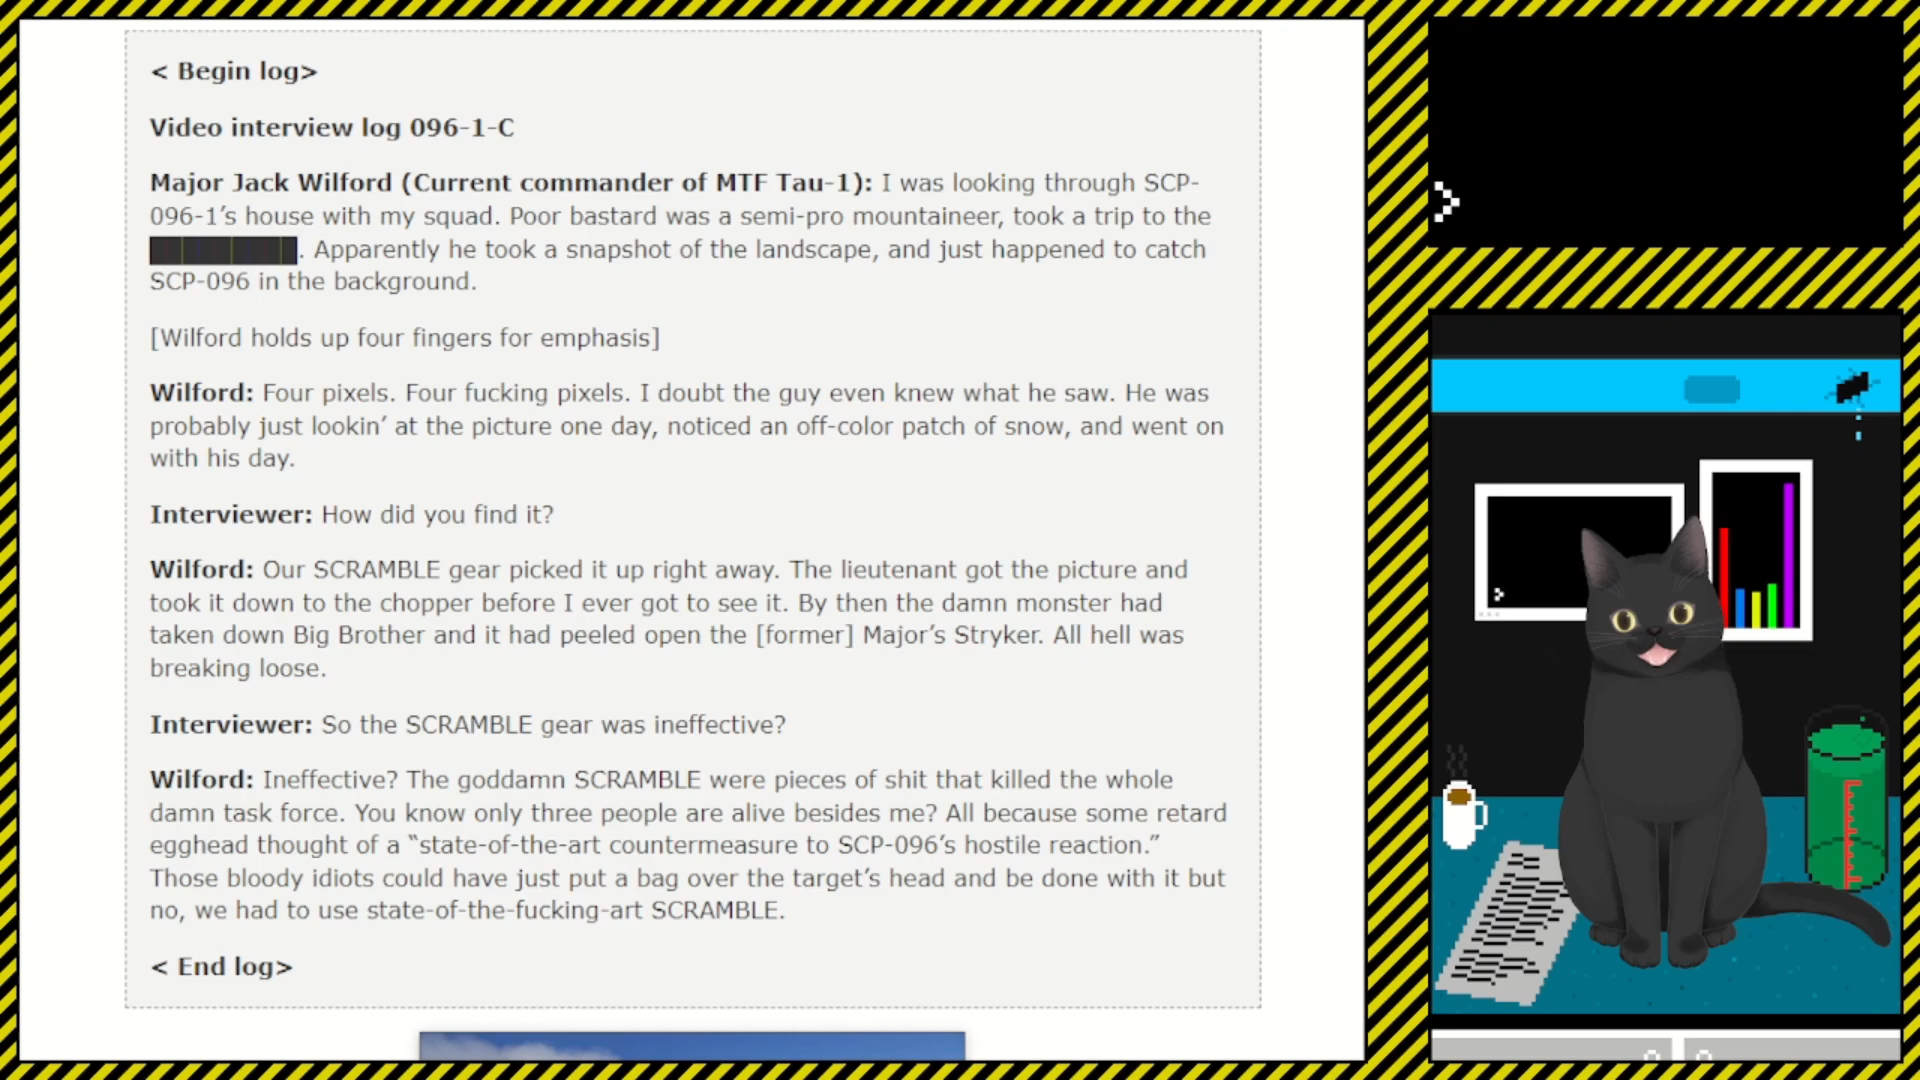 < Begin log>
Video interview log 096-1-C
Major Jack Wilford (Current commander of MTF Tau-1): I was looking through SCP-
096-1’s house with my squad. Poor bastard was a semi-pro mountaineer, took a trip to the
. Apparently he took a snapshot of the landscape, and just happened to catch
SCP-096 in the background.
[Wilford holds up four fingers for emphasis]
Wilford: Four pixels. Four fucking pixels. I doubt the guy even knew what he saw. He was
probably just lookin’ at the picture one day, noticed an off-color patch of snow, and went on
with his day.
Interviewer: How did you find it?
Wilford: Our SCRAMBLE gear picked it up right away. The lieutenant got the picture and
took it down to the chopper before I ever got to see it. By then the damn monster had
taken down Big Brother and it had peeled open the [former] Major’s Stryker. All hell was
breaking loose.
Interviewer: So the SCRAMBLE gear was ineffective?
Wilford: Ineffective? The goddamn SCRAMBLE were pieces of shit that killed the whole
damn task force. You know only three people are alive besides me? All because some retard
egghead thought of a “state-of-the-art countermeasure to SCP-096’s hostile reaction.”
Those bloody idiots could have just put a bag over the target’s head and be done with it but
no, we had to use state-of-the-fucking-art SCRAMBLE.
< End log>
>
>